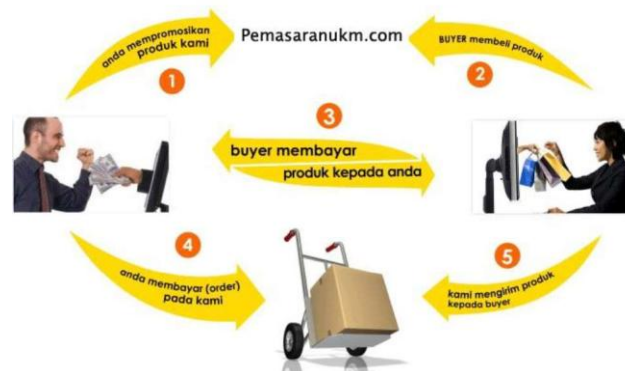 anda mempromosikan
produk kami
1
Pemasaranukm.com
BUYER membeli produk
2
3
buyer membayar
produk kepada anda
4
anda membayar (order)
pada kami
5
kami mengirim produk
kepada buyer